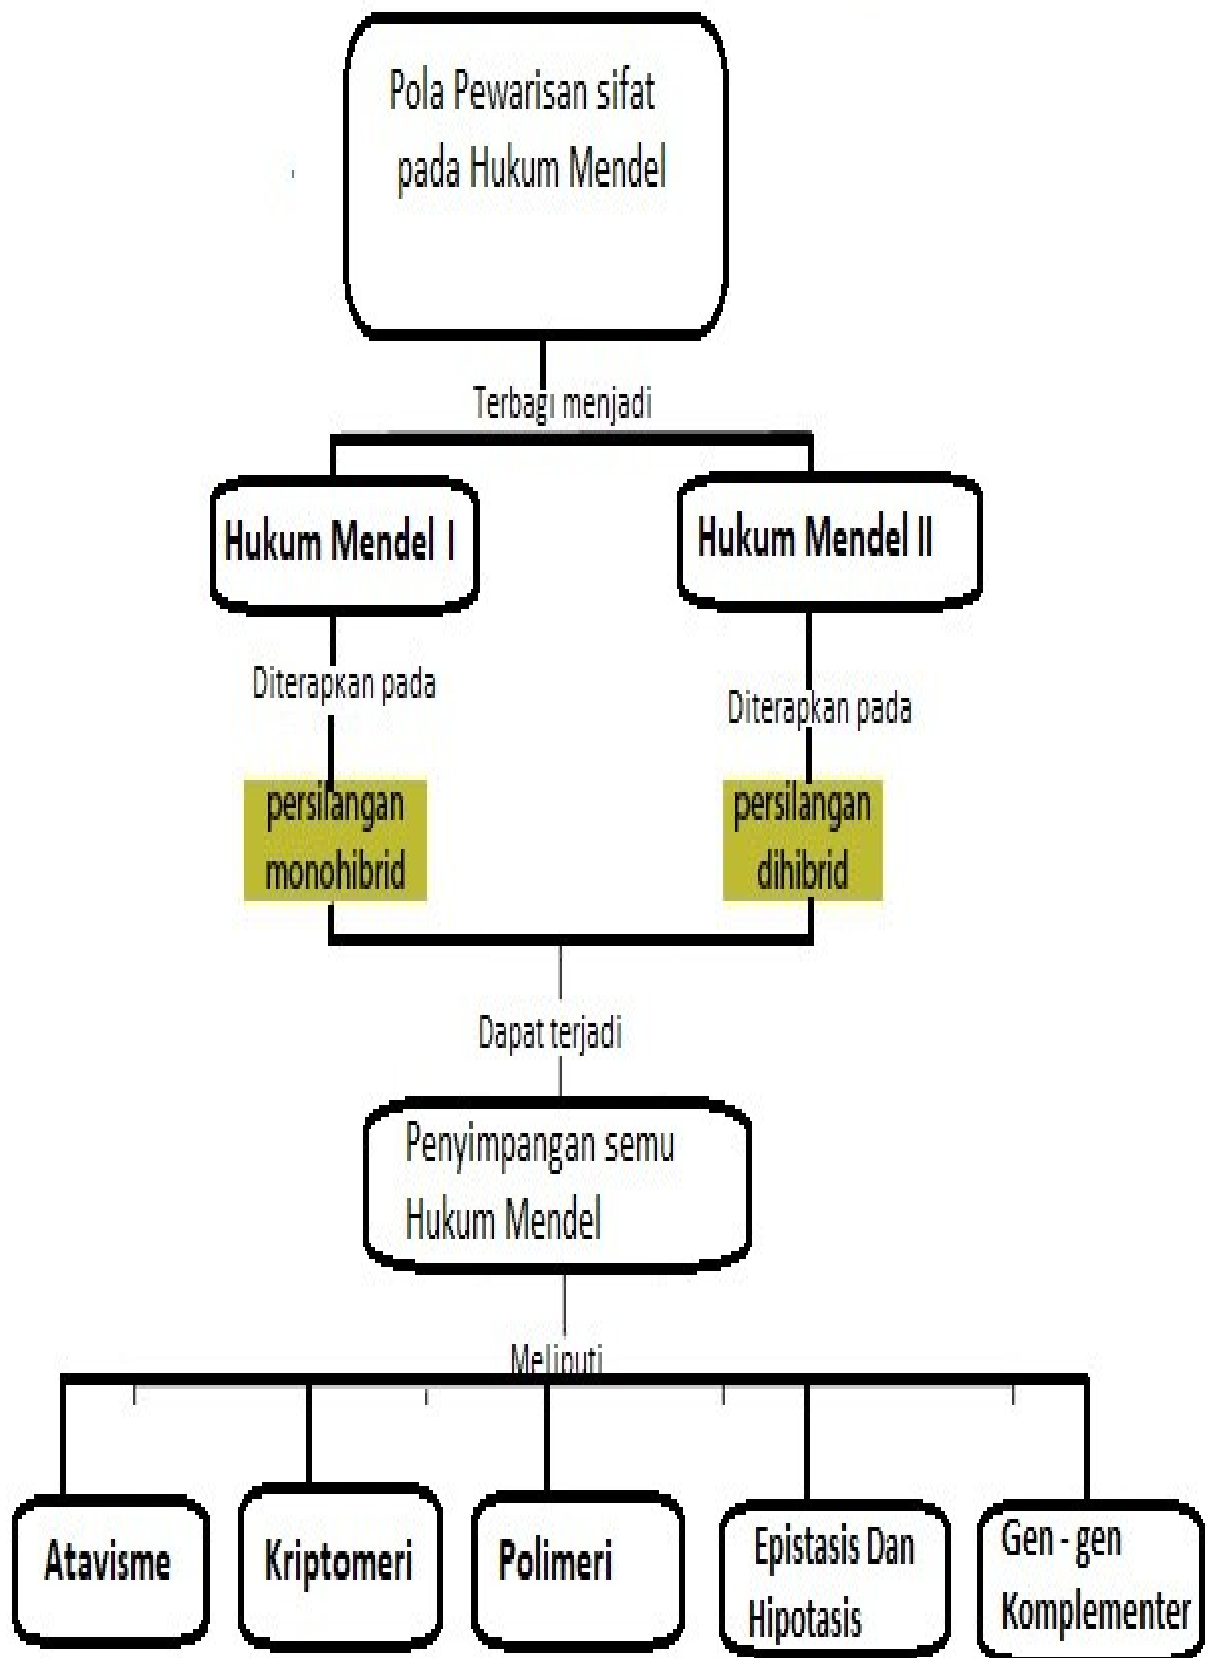 Pola Pewarisan sifat
pada Hukum Mendel
Terbagi menjadi
Hukum Mendel I
Hukum Mendel II
Diterapkan pada
Diterapkan pada
persilangan
monohibrid
persilangan
dihibrid
Dapat terjadi
Penyimpangan semu
Hukum Mendel
Meliputi
Atavisme
Kriptomeri
Polimeri
Epistasis Dan
Hipotasis
Gen - gen
Komplementer